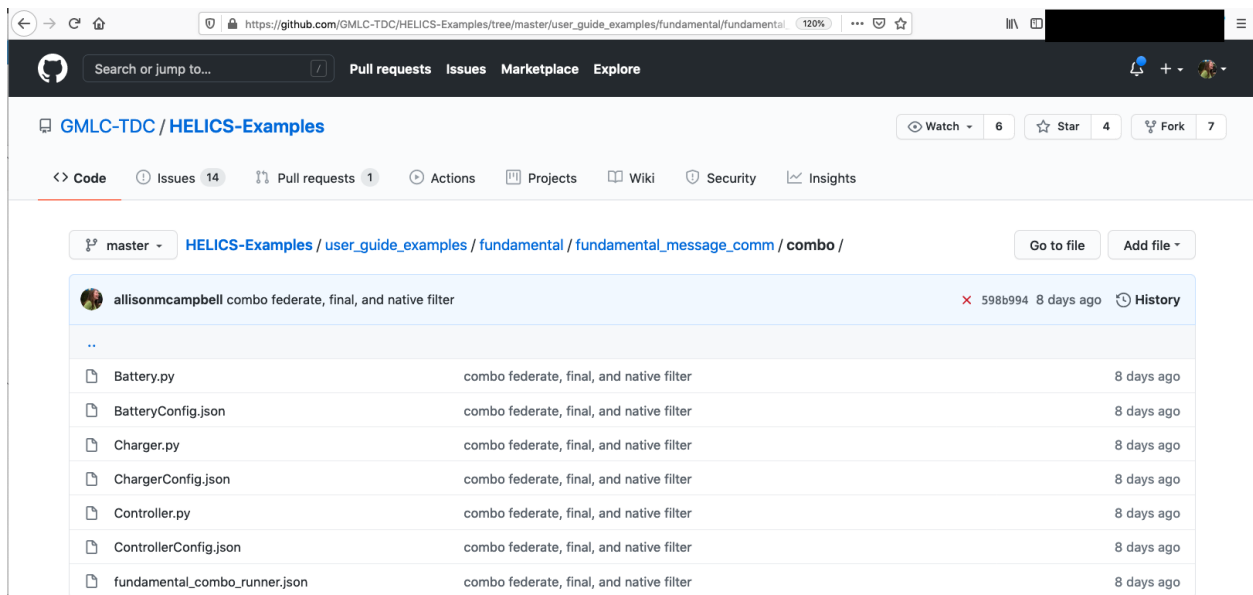 https://github.com/GMLC-TDC/HELICS-Examples/tree/master/user_guide_examples/fundamental/fundamental_ 120%
Search or jump to... / Pull requests Issues Marketplace Explore
GMLC-TDC / HELICS-Examples Watch 6 Star 4 Fork 7
Code Issues 14 Pull requests 1 Actions Projects Wiki Security Insights
master HELICS-Examples / user_guide_examples / fundamental / fundamental_message_comm / combo / Go to file Add file
allisonmcampbell combo federate, final, and native filter 598b994 8 days ago History
..
Battery.py combo federate, final, and native filter 8 days ago
BatteryConfig.json combo federate, final, and native filter 8 days ago
Charger.py combo federate, final, and native filter 8 days ago
ChargerConfig.json combo federate, final, and native filter 8 days ago
Controller.py combo federate, final, and native filter 8 days ago
ControllerConfig.json combo federate, final, and native filter 8 days ago
fundamental_combo_runner.json combo federate, final, and native filter 8 days ago